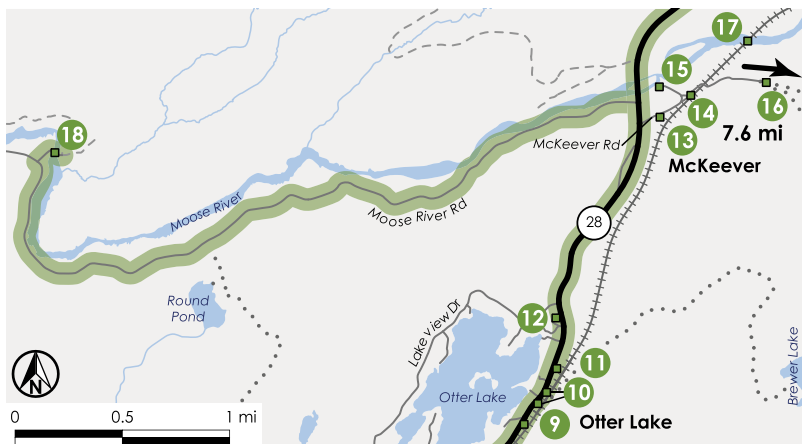 17
15
18
16
14
7.6 mi
McKeever Rd
13
McKeever
Moose River
Moose River Rd
28
Round
Pond
Lake view Dr
12
11
Brewer Lake
N
10
Otter Lake
0 0.5 1 mi
9
Otter Lake